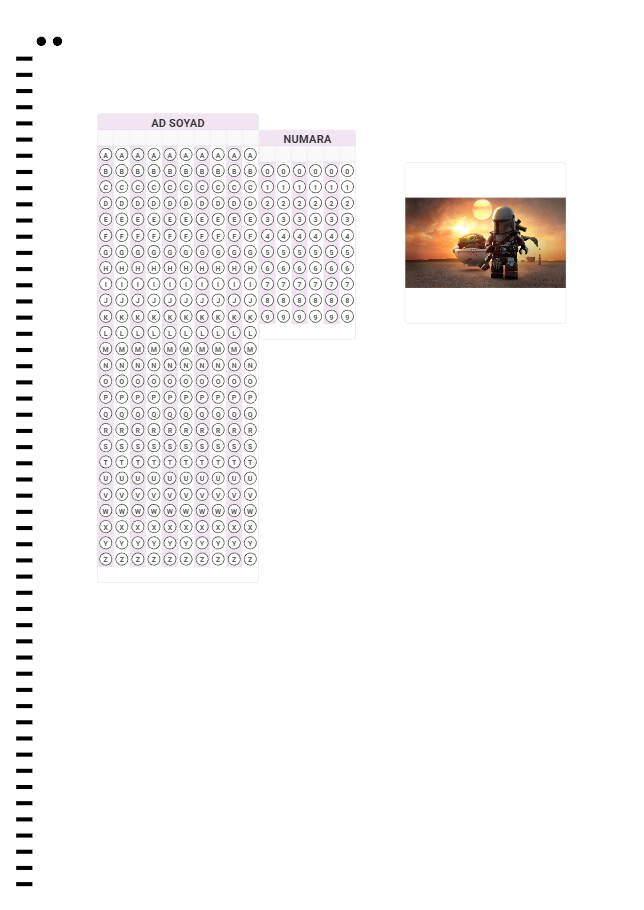 AD SOYAD
NUMARA
A A A A A A A A A A
B B B B B B B B B B 0 0 0 0 0 0
C C C C C C C C C C 1 1 1 1 1 1
D D D D D D D D D D 2 2 2 2 2 2
E E E E E E E E E E 3 3 3 3 3 3
F F F F F F F F F F 4 4 4 4 4 4
G G G G G G G G G G 5 5 5 5 5 5
H H H H H H H H H H 6 6 6 6 6 6
I I I I I I I I I I 7 7 7 7 7 7
J J J J J J J J J J 8 8 8 8 8 8
K K K K K K K K K K 9 9 9 9 9 9
L L L L L L L L L L
M M M M M M M M M M
N N N N N N N N N N
O O O O O O O O O O
P P P P P P P P P P
Q Q Q Q Q Q Q Q Q Q
R R R R R R R R R R
S S S S S S S S S S
T T T T T T T T T T
U U U U U U U U U U
V V V V V V V V V V
W W W W W W W W W W
X X X X X X X X X X
Y Y Y Y Y Y Y Y Y Y
Z Z Z Z Z Z Z Z Z Z